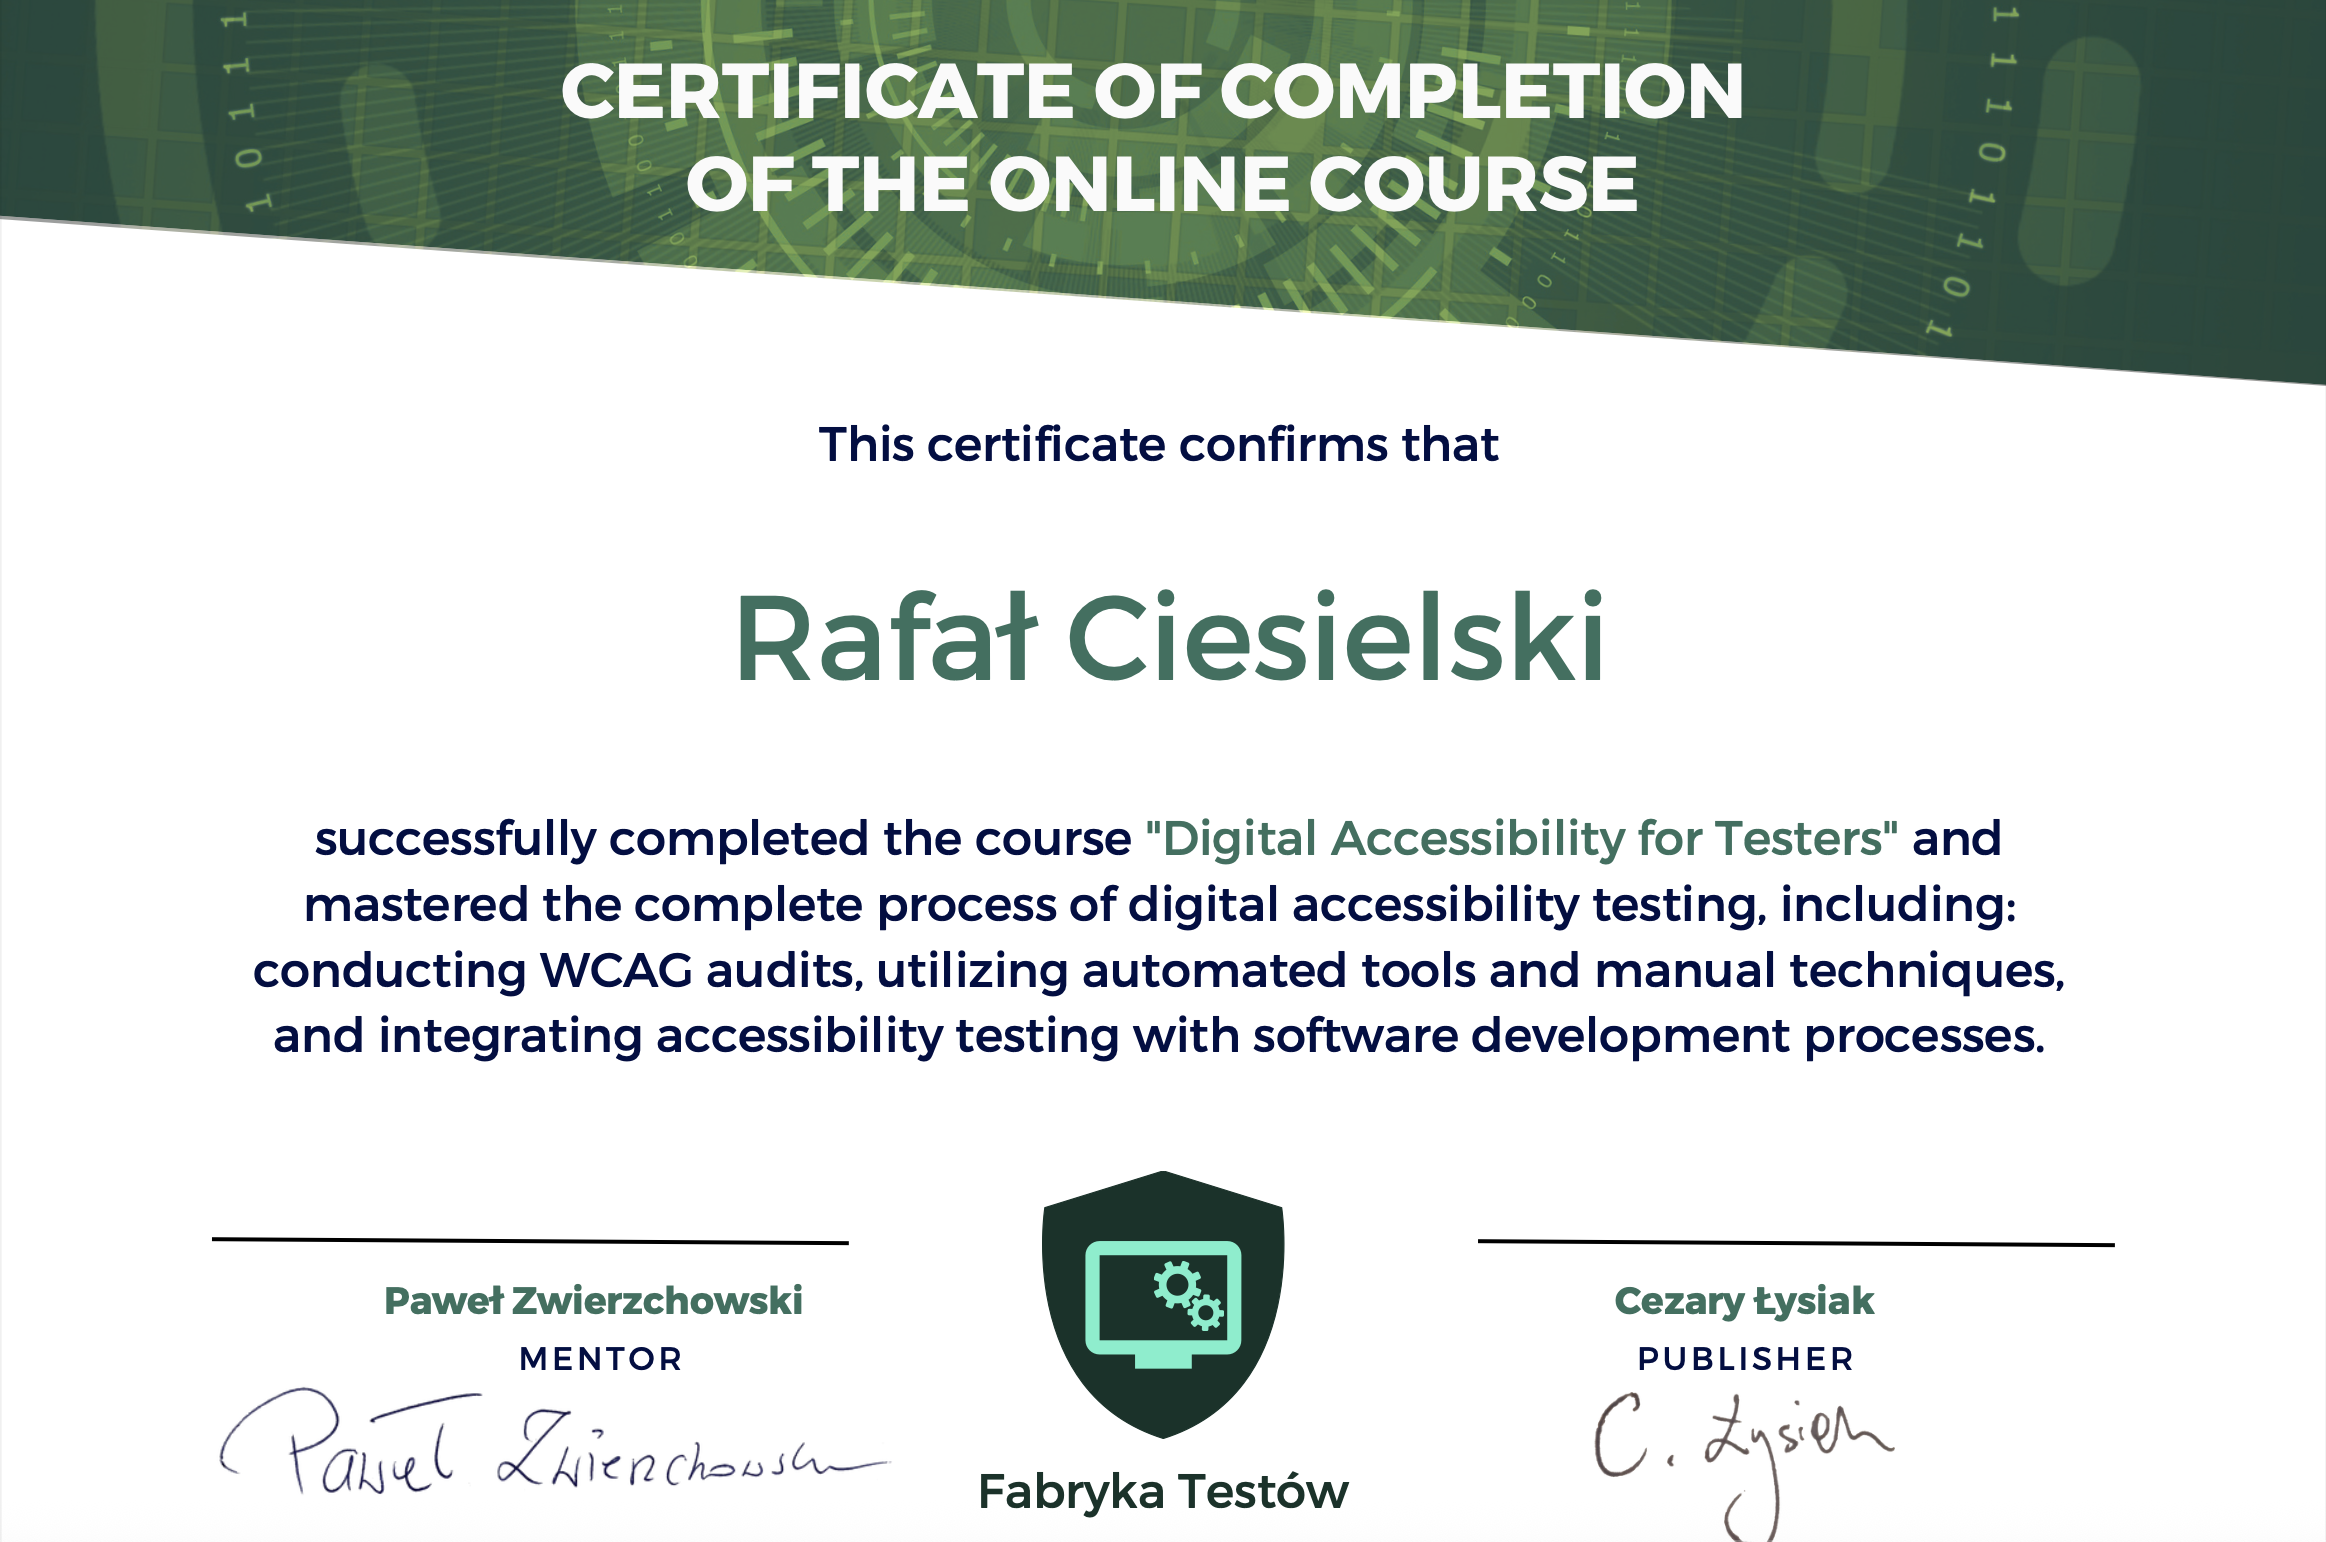 CERTIFICATE OF COMPLETION
OF THE ONLINE COURSE
This certificate confirms that
Rafał Ciesielski
successfully completed the course "Digital Accessibility for Testers" and
mastered the complete process of digital accessibility testing, including:
conducting WCAG audits, utilizing automated tools and manual techniques,
and integrating accessibility testing with software development processes.
Paweł Zwierzchowski
MENTOR
Paweł Zwierzchowski
Fabryka Testów
Cezary Łysiak
PUBLISHER
C. Łysiak